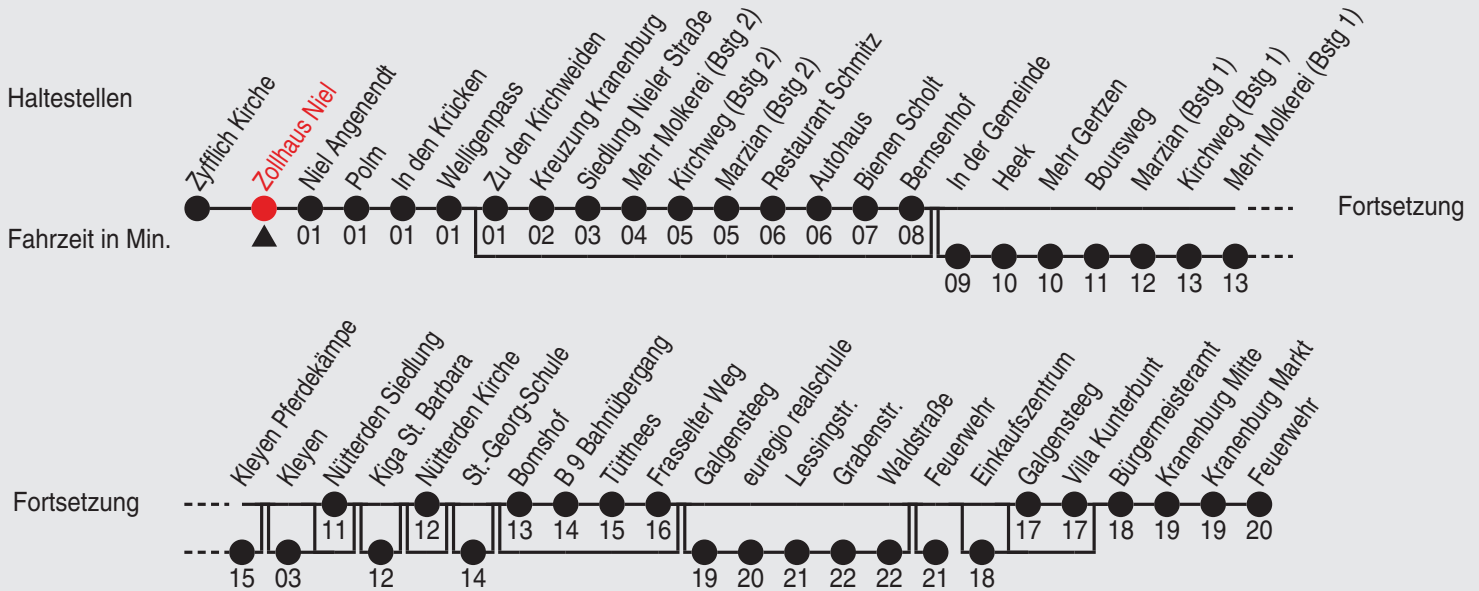 Haltestellen
Zyfflich Kirche
Zollhaus Niel
Niel Angenendt
Polm
In den Krücken
Welligenpass
Zu den Kirchweiden
Kreuzung Kranenburg
Siedlung Nieler Straße
Mehr Molkerei (Bstg 2)
Kirchweg (Bstg 2)
Marzian (Bstg 2)
Restaurant Schmitz
Autohaus
Bienen Scholt
Bernsenhof
In der Gemeinde
Heek
Mehr Gertzen
Boursweg
Marzian (Bstg 1)
Kirchweg (Bstg 1)
Mehr Molkerei (Bstg 1)
Fortsetzung
Fahrzeit in Min.
01 01 01 01 01 02 03 04 05 05 06 06 07 08
09 10 10 11 12 13 13
Fortsetzung
Kleyen Pferdekämpe
Kleyen
Nütterden Siedlung
Kiga St. Barbara
Nütterden Kirche
St.-Georg-Schule
Bomshof
B 9 Bahnübergang
Tütthees
Frasselter Weg
Galgensteeg
euregio realschule
Lessingstr.
Grabenstr.
Waldstraße
Feuerwehr
Einkaufszentrum
Galgensteeg
Villa Kunterbunt
Bürgermeisteramt
Kranenburg Mitte
Kranenburg Markt
Feuerwehr
11 12 13 14 15 16 17 17 18 19 19 20
15 03 12 14 19 20 21 22 22 21 18